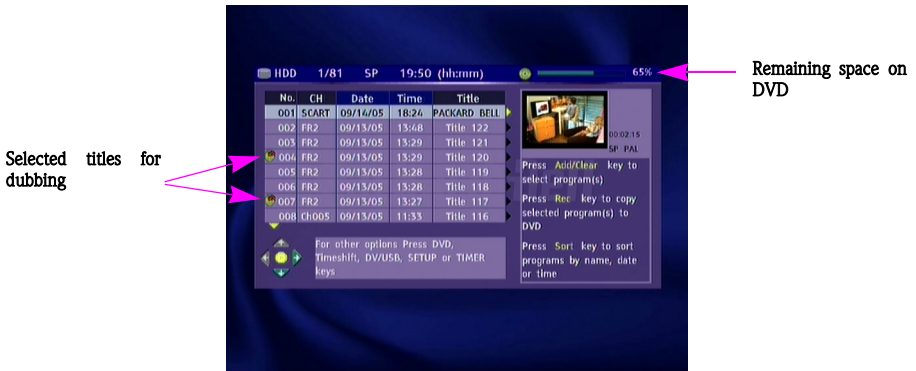 HDD 1/81 SP 19:50 (hh:mm) 65%
No. CH Date Time Title
001 SCART 09/14/05 18:24 PACKARD BELL
002 FR2 09/13/05 13:48 Title 122
003 FR2 09/13/05 13:29 Title 121
004 FR2 09/13/05 13:29 Title 120
005 FR2 09/13/05 13:28 Title 119
006 FR2 09/13/05 13:28 Title 118
007 FR2 09/13/05 13:27 Title 117
008 Ch005 09/13/05 11:33 Title 116
00:02:15
SP PAL
Press Add/Clear key to
select program(s)
Press Rec key to copy
selected program(s) to
DVD
Press Sort key to sort
programs by name, date
or time
For other options Press DVD,
Timeshift, DV/USB, SETUP or TIMER
keys
Selected titles for
dubbing
Remaining space on
DVD